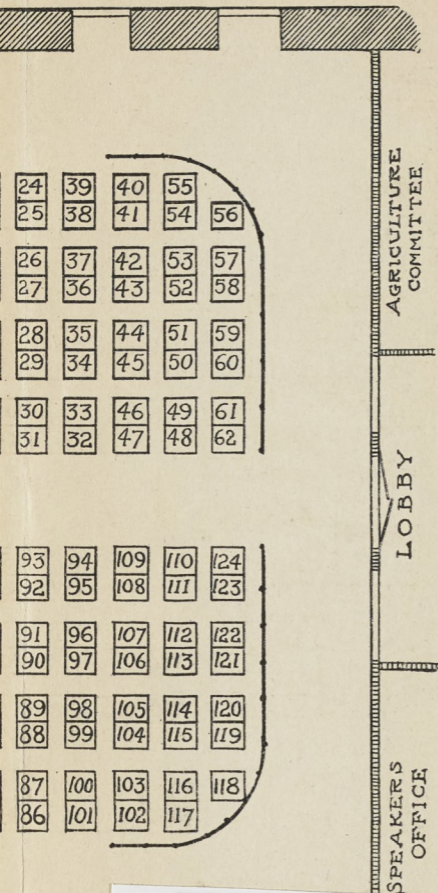 24 39 40 55
25 38 41 54 56
26 37 42 53 57
27 36 43 52 58
28 35 44 51 59
29 34 45 50 60
30 33 46 49 61
31 32 47 48 62
93 94 109 110 124
92 95 108 111 123
91 96 107 112 122
90 97 106 113 121
89 98 105 114 120
88 99 104 115 119
87 100 103 116 118
86 101 102 117
AGRICULTURE
COMMITTEE
LOBBY
SPEAKERS
OFFICE